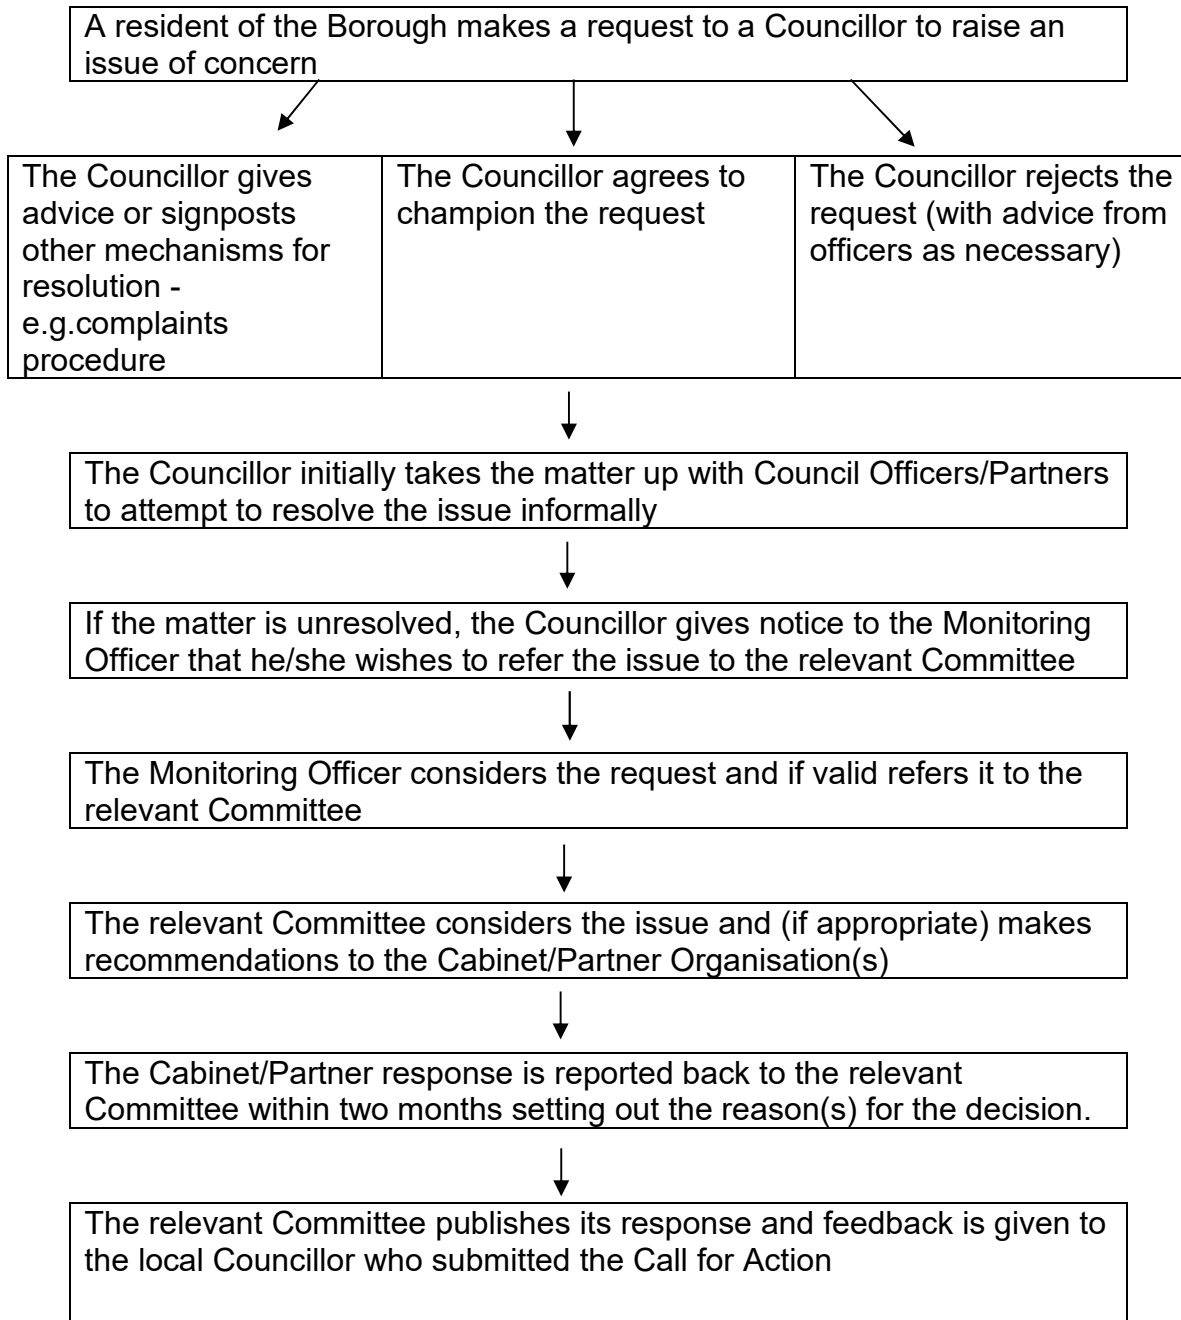 A resident of the Borough makes a request to a Councillor to raise an
issue of concern
The Councillor gives
advice or signposts
other mechanisms for
resolution -
e.g.complaints
procedure
The Councillor agrees to
champion the request
The Councillor rejects the
request (with advice from
officers as necessary)
The Councillor initially takes the matter up with Council Officers/Partners
to attempt to resolve the issue informally
If the matter is unresolved, the Councillor gives notice to the Monitoring
Officer that he/she wishes to refer the issue to the relevant Committee
The Monitoring Officer considers the request and if valid refers it to the
relevant Committee
The relevant Committee considers the issue and (if appropriate) makes
recommendations to the Cabinet/Partner Organisation(s)
The Cabinet/Partner response is reported back to the relevant
Committee within two months setting out the reason(s) for the decision.
The relevant Committee publishes its response and feedback is given to
the local Councillor who submitted the Call for Action